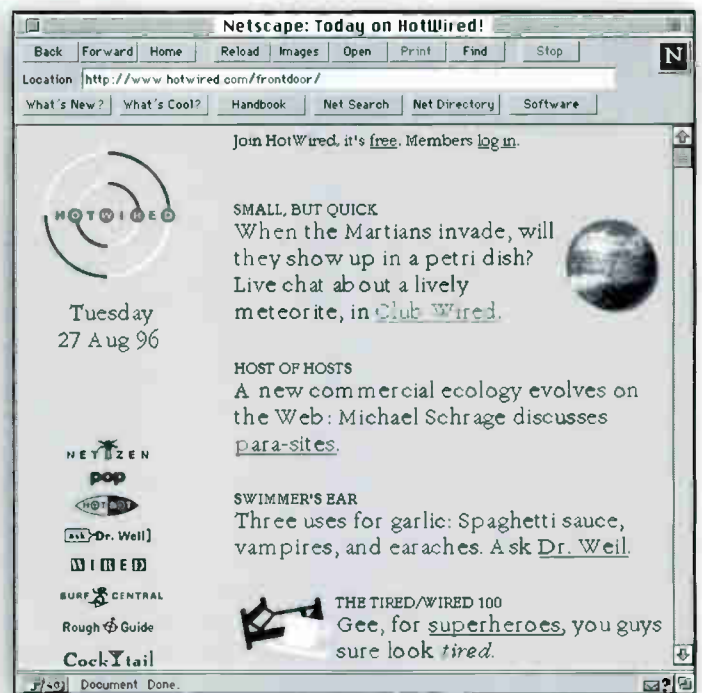 Netscape: Today on HotWired!
Back Forward Home Reload Images Open Print Find Stop
N
Location http://www.hotwired.com/frontdoor/
What's New? What's Cool? Handbook Net Search Net Directory Software
Join HotWired, it's free. Members log in.
HOTWIRED
Tuesday
27 Aug 96
NETIZEN
pop
HOTBOT
ask Dr. Weil
WIRED
SURF CENTRAL
Rough Guide
CockTtail
SMALL, BUT QUICK
When the Martians invade, will
they show up in a petri dish?
Live chat about a lively
meteorite, in Club Wired.
HOST OF HOSTS
A new commercial ecology evolves on
the Web: Michael Schrage discusses
para-sites.
SWIMMER'S EAR
Three uses for garlic: Spaghetti sauce,
vampires, and earaches. Ask Dr. Weil.
THE TIRED/WIRED 100
Gee, for superheroes, you guys
sure look tired.
Document Done.
?